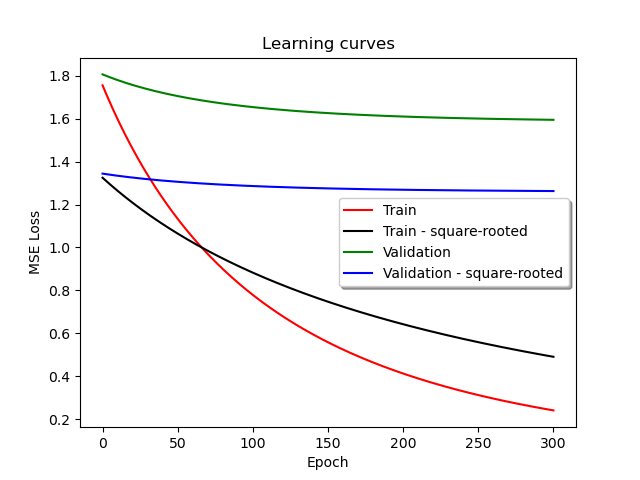 Learning curves
MSE Loss
1.8
1.6
1.4
1.2
1.0
0.8
0.6
0.4
0.2
Train
Train - square-rooted
Validation
Validation - square-rooted
0 50 100 150 200 250 300
Epoch